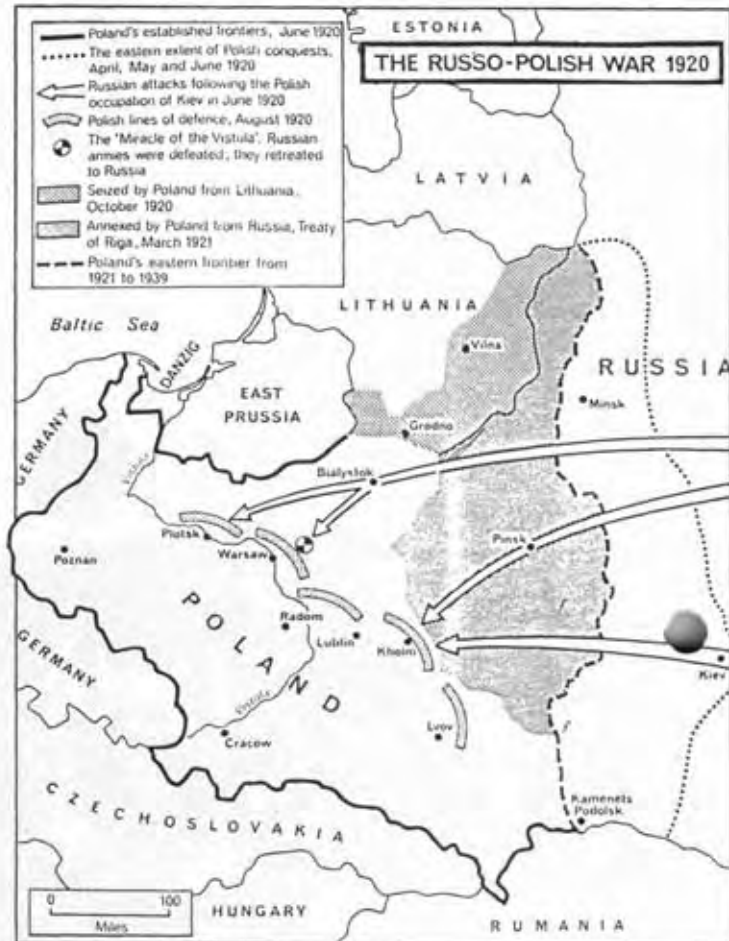 Poland's established frontiers, June 1920
The eastern extent of Polish conquests,
April, May and June 1920
Russian attacks following the Polish
occupation of Kiev in June 1920
Polish lines of defence, August 1920
The 'Miracle of the Vistula'. Russian
armies were defeated; they retreated
to Russia
Seized by Poland from Lithuania,
October 1920
Annexed by Poland from Russia, Treaty
of Riga, March 1921
Poland's eastern frontier from
1921 to 1939
ESTONIA
THE RUSSO-POLISH WAR 1920
LATVIA
LITHUANIA
Baltic Sea
DANZIG
Vilna
RUSSIA
EAST
PRUSSIA
Minsk
GERMANY
Grodno
Vistula
Bialystok
Plotsk
Warsaw
Pinsk
Poznan
POLAND
Radom
Lublin
Kholm
Kiev
GERMANY
Vistula
Lvov
Cracow
CZECHOSLOVAKIA
Kamenets
Podolsk
0 100
Miles
HUNGARY
RUMANIA